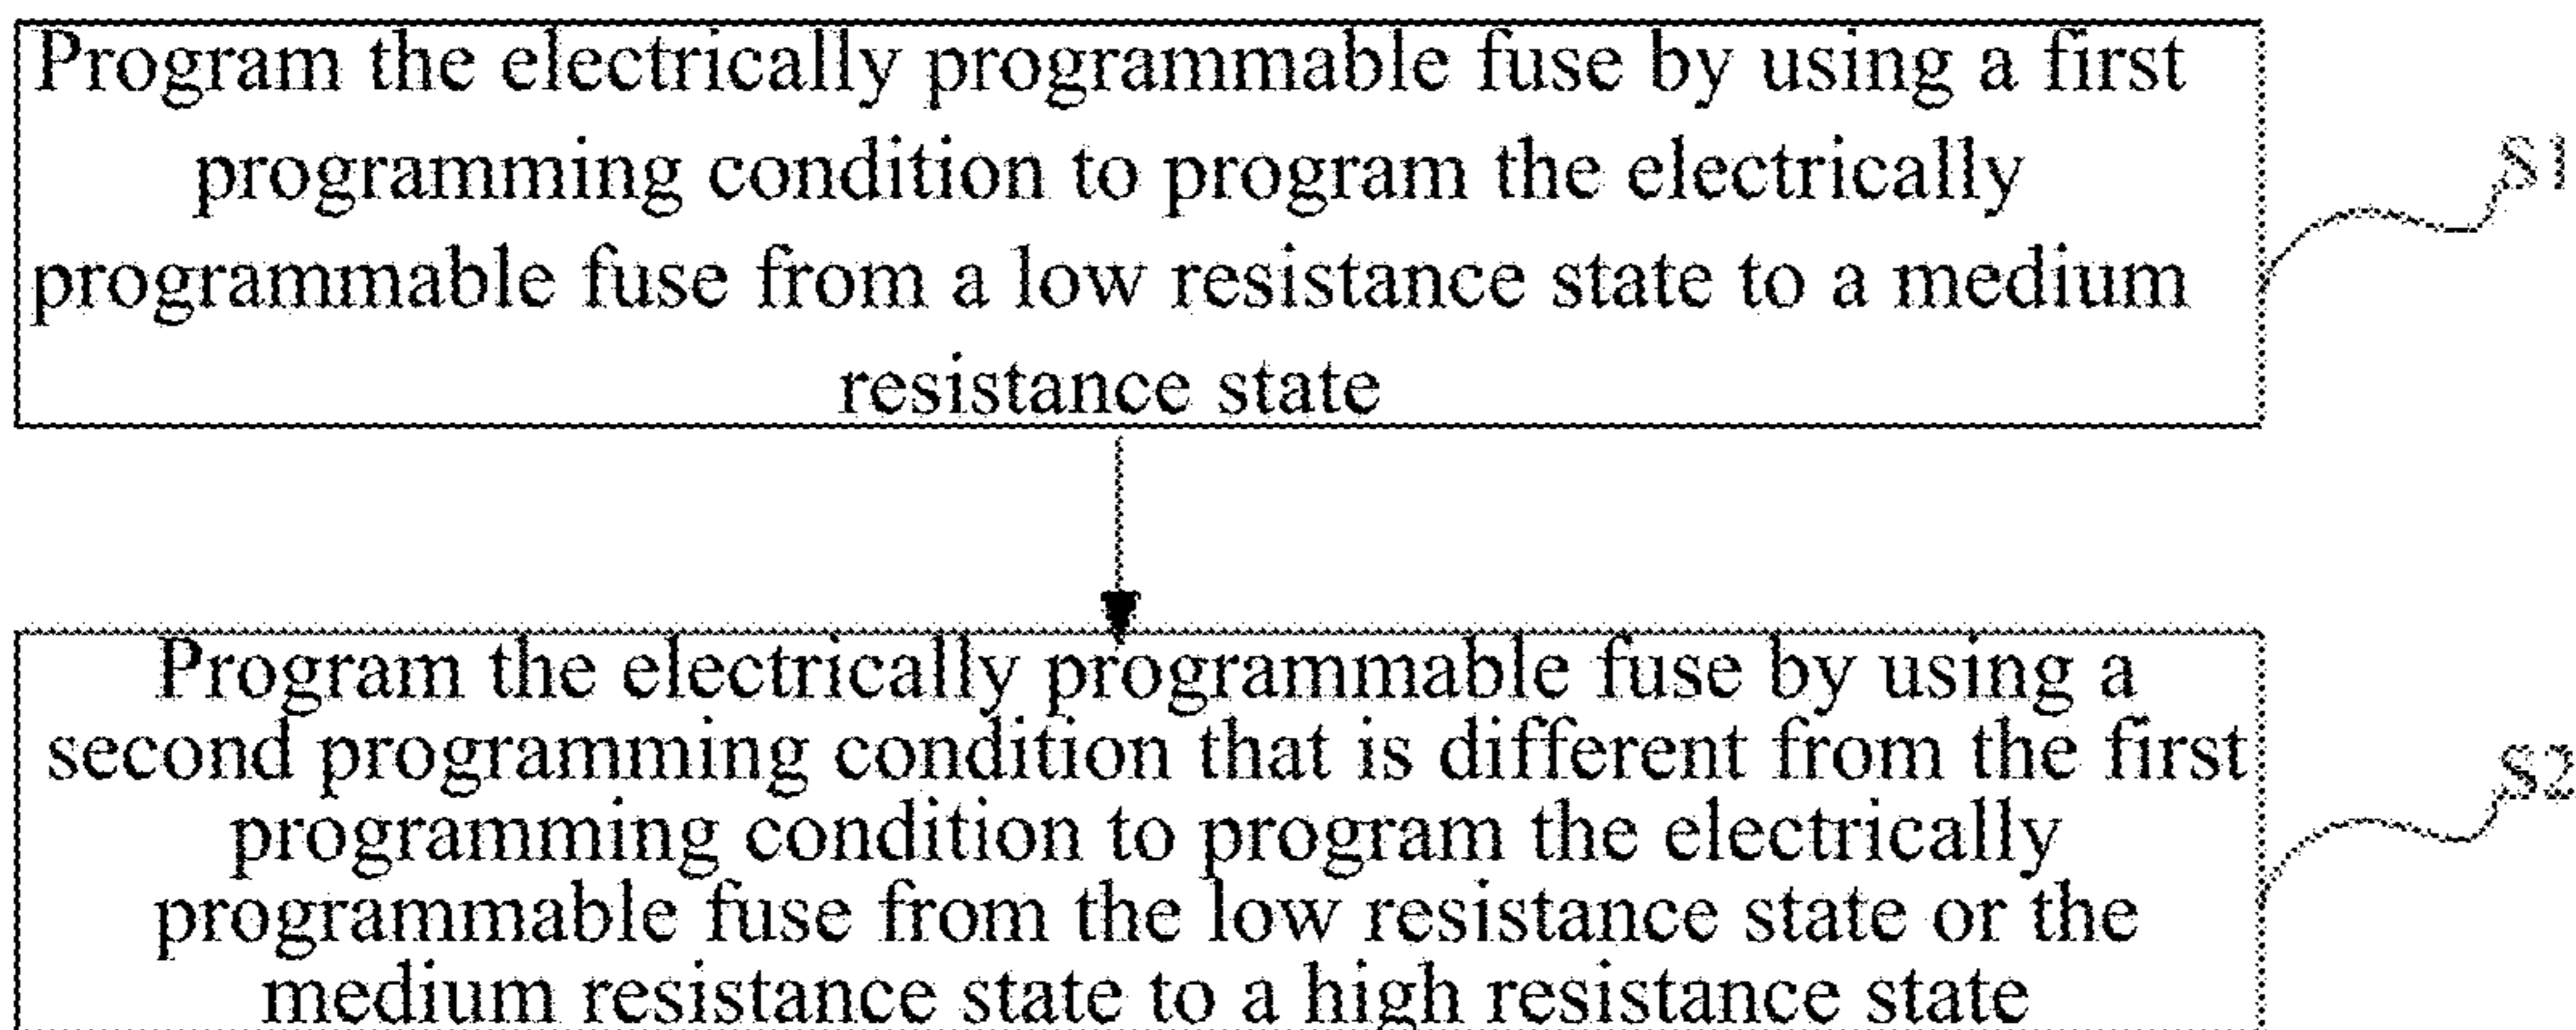 Program the electrically programmable fuse by using a first
programming condition to program the electrically
programmable fuse from a low resistance state to a medium
resistance state
S1
Program the electrically programmable fuse by using a
second programming condition that is different from the first
programming condition to program the electrically
programmable fuse from the low resistance state or the
medium resistance state to a high resistance state
S2